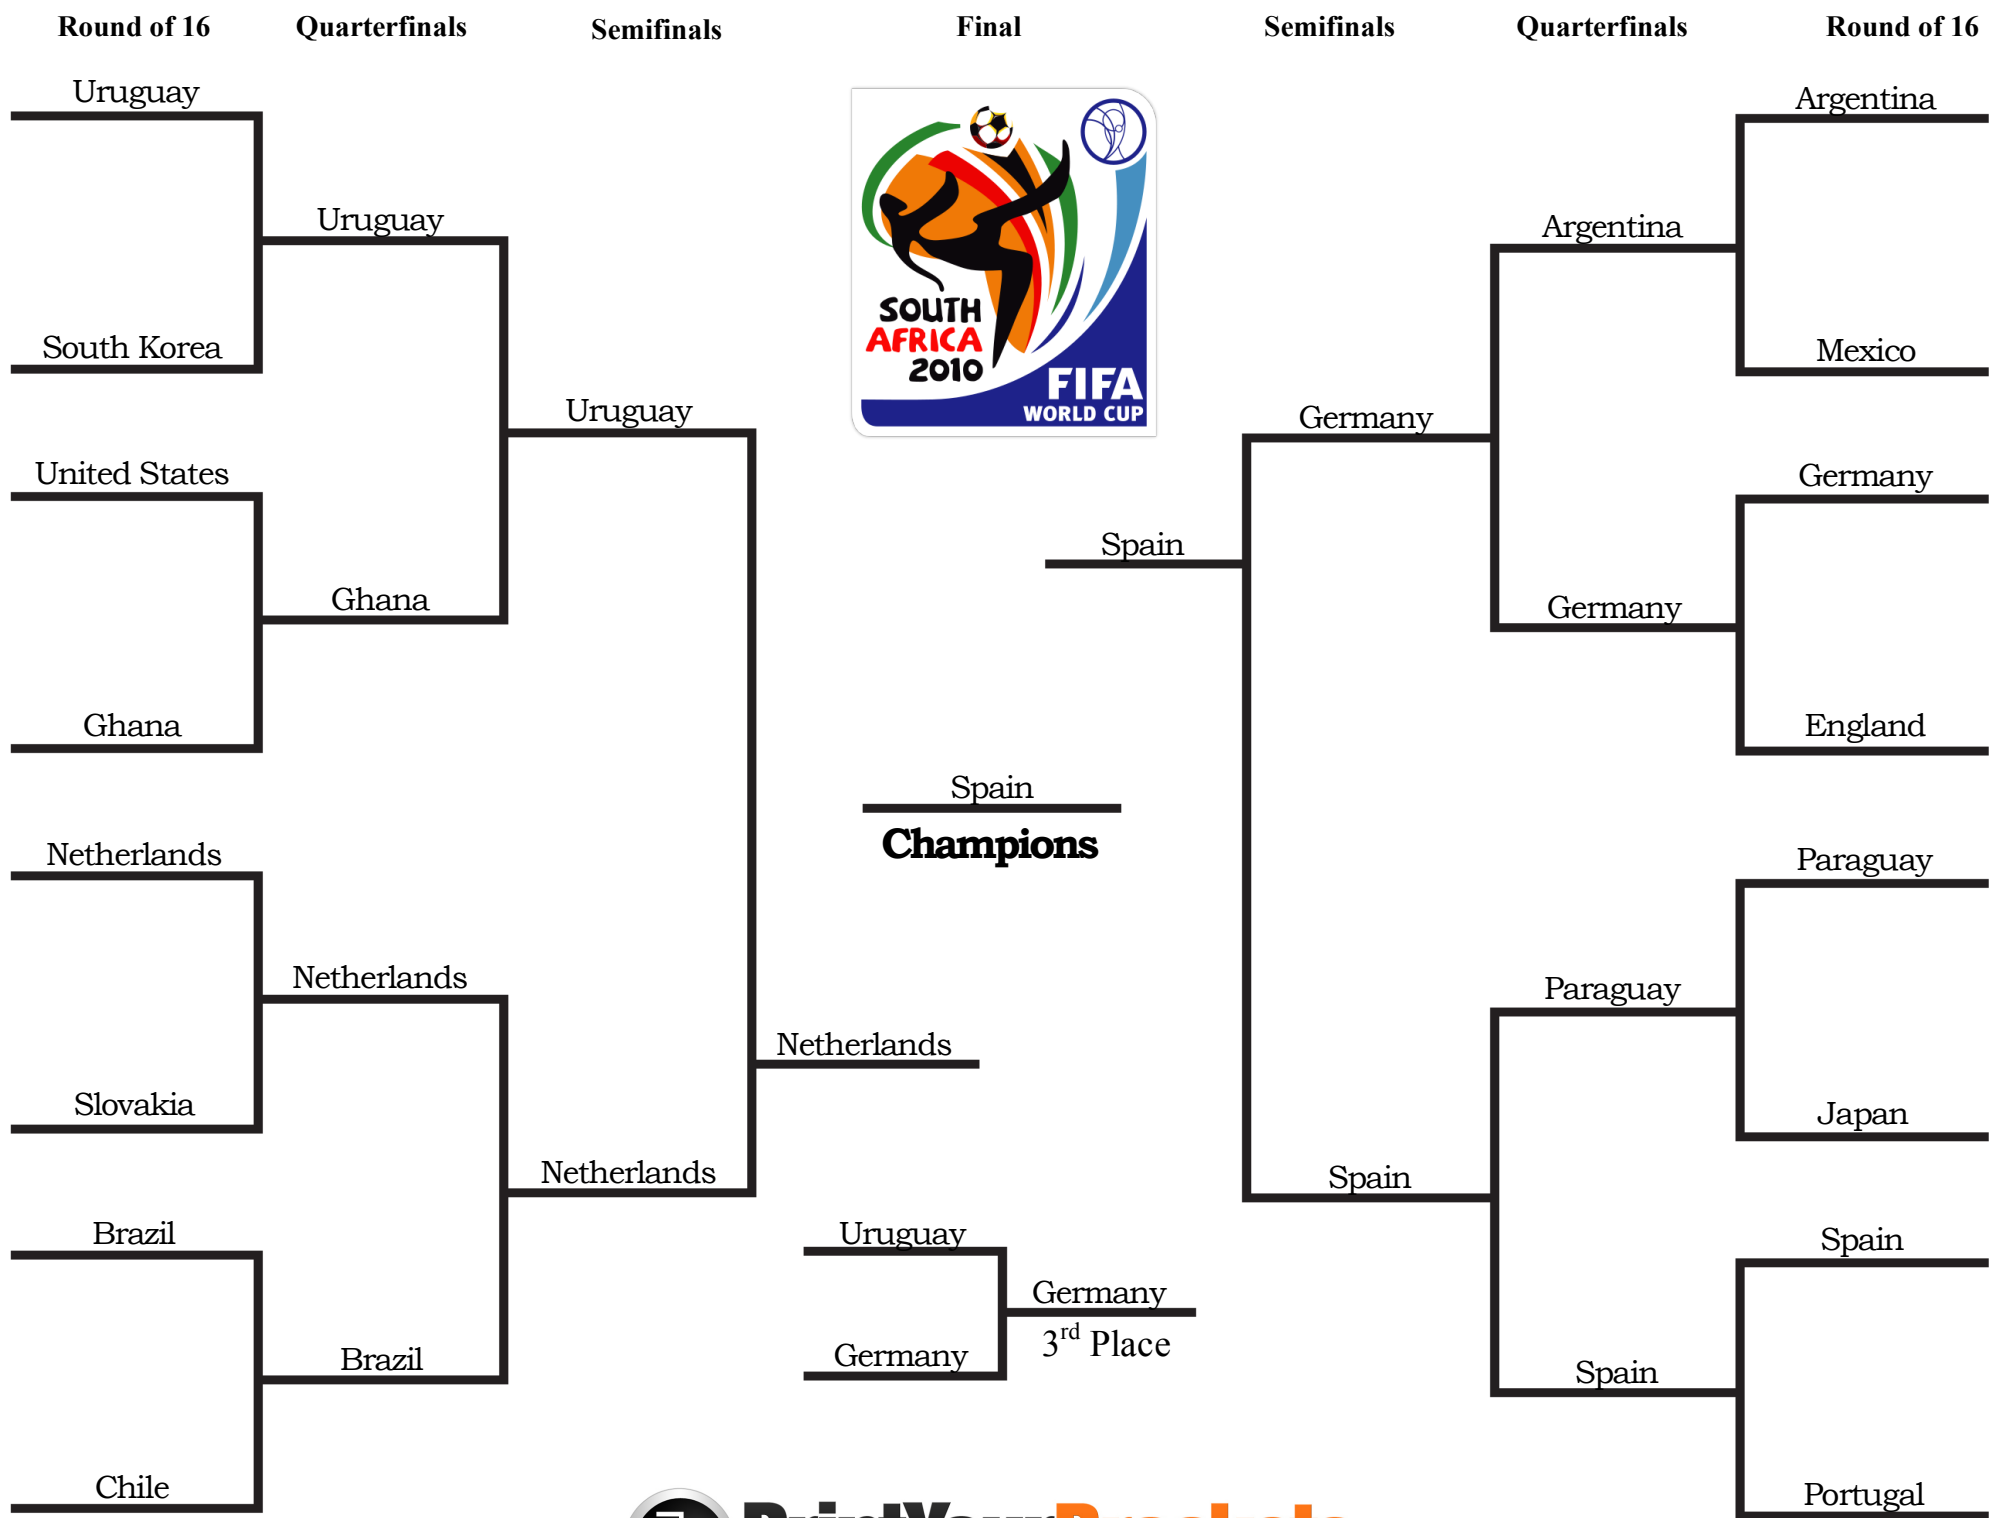 Round of 16 Quarterfinals Semifinals Final Semifinals Quarterfinals Round of 16
Uruguay
South Korea
United States
Ghana
Netherlands
Slovakia
Brazil
Chile
Uruguay
Ghana
Netherlands
Brazil
Uruguay
Netherlands
Netherlands
SOUTH
AFRICA
2010
FIFA
WORLD CUP
Spain
Spain
Champions
Uruguay
Germany
Germany
3rd Place
Germany
Spain
Argentina
Germany
Paraguay
Spain
Argentina
Mexico
Germany
England
Paraguay
Japan
Spain
Portugal
PrintYourBrackets